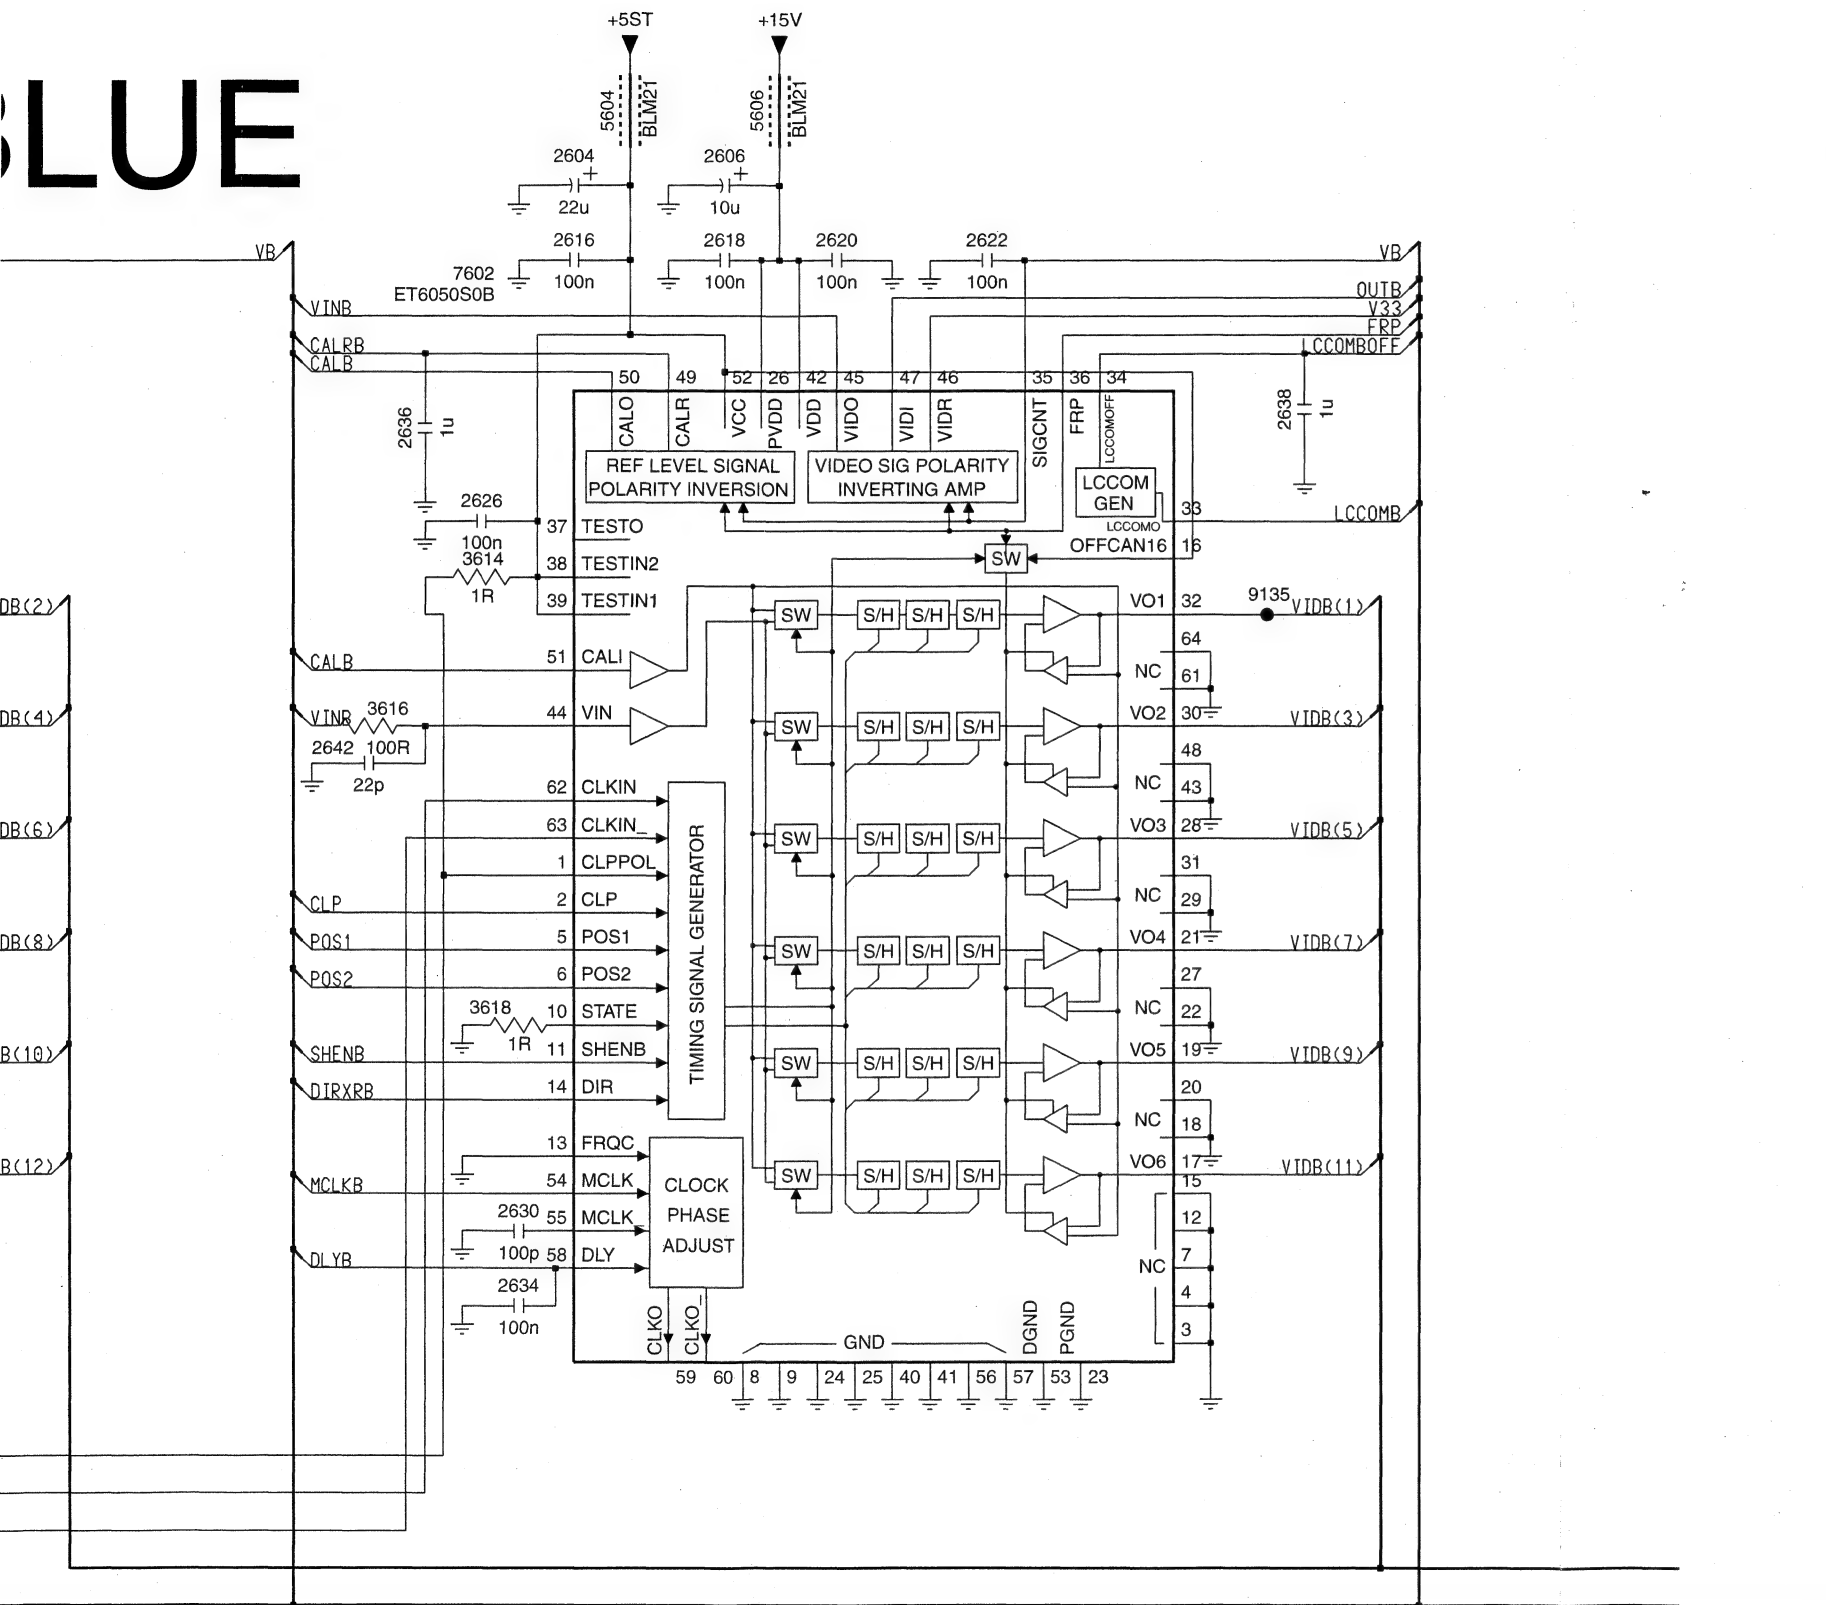 +5ST +15V
5604 BLM21 5606 BLM21
BLUE
2604 + 2606 +
22u 10u
2616 2618 2620 2622
100n 100n 100n 100n
VB VB
7602
ET6050S0B
OUTB
VINB V33
FRP
CALRB LCCOMBOFF
CALB
50 49 52 26 42 45 47 46 35 36 34
CALO CALR VCC PVDD VDD VIDO VIDI VIDR SIGCNT FRP LCCOMOFF
2636 1u 2638 1u
REF LEVEL SIGNAL VIDEO SIG POLARITY
POLARITY INVERSION INVERTING AMP
LCCOM
GEN
2626 33 LCCOMB
100n 37 TESTO LCCOMO
OFFCAN16 16
3614 38 TESTIN2 SW
1R 39 TESTIN1
DB(2) SW S/H S/H S/H VO1 32 9135 VIDB(1)
64
CALB 51 CALI NC 61
DB(4) VINB 3616 44 VIN SW S/H S/H S/H VO2 30 VIDB(3)
2642 100R 48
22p NC 43
62 CLKIN
DB(6) 63 CLKIN_ SW S/H S/H S/H VO3 28 VIDB(5)
1 CLPPOL 31
CLP 2 CLP NC 29
TIMING SIGNAL GENERATOR
DB(8) POS1 5 POS1 SW S/H S/H S/H VO4 21 VIDB(7)
POS2 6 POS2 27
3618 10 STATE NC 22
1R
B(10) SHENB 11 SHENB SW S/H S/H S/H VO5 19 VIDB(9)
DIRXRB 14 DIR 20
NC 18
13 FRQC
B(12) MCLKB 54 MCLK SW S/H S/H S/H VO6 17 VIDB(11)
15
CLOCK
PHASE
ADJUST
2630 55 MCLK_ 12
100p
DLYB 58 DLY NC 7
2634 4
100n 3
CLKO CLKO_ GND DGND PGND
59 60 8 9 24 25 40 41 56 57 53 23